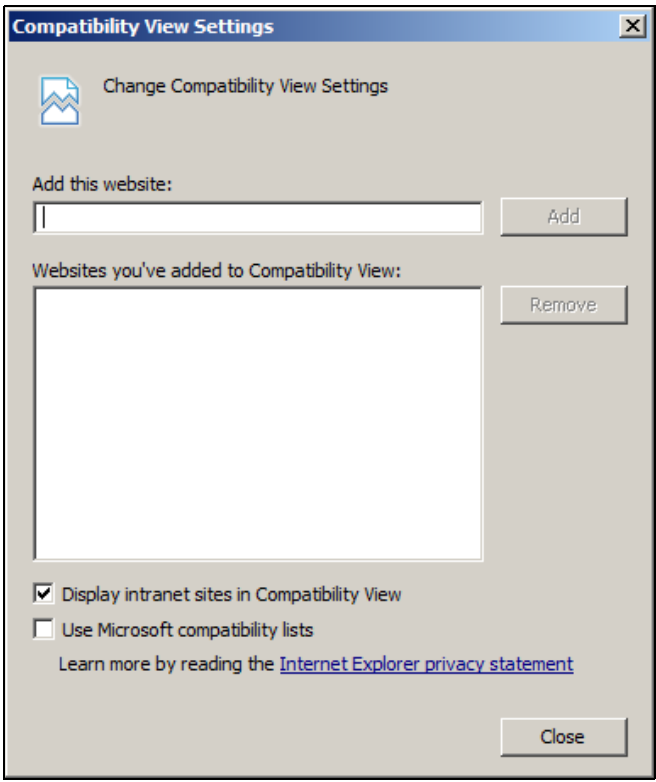 Compatibility View Settings
Change Compatibility View Settings
Add this website:
Add
Websites you've added to Compatibility View:
Remove
Display intranet sites in Compatibility View
Use Microsoft compatibility lists
Learn more by reading the Internet Explorer privacy statement
Close